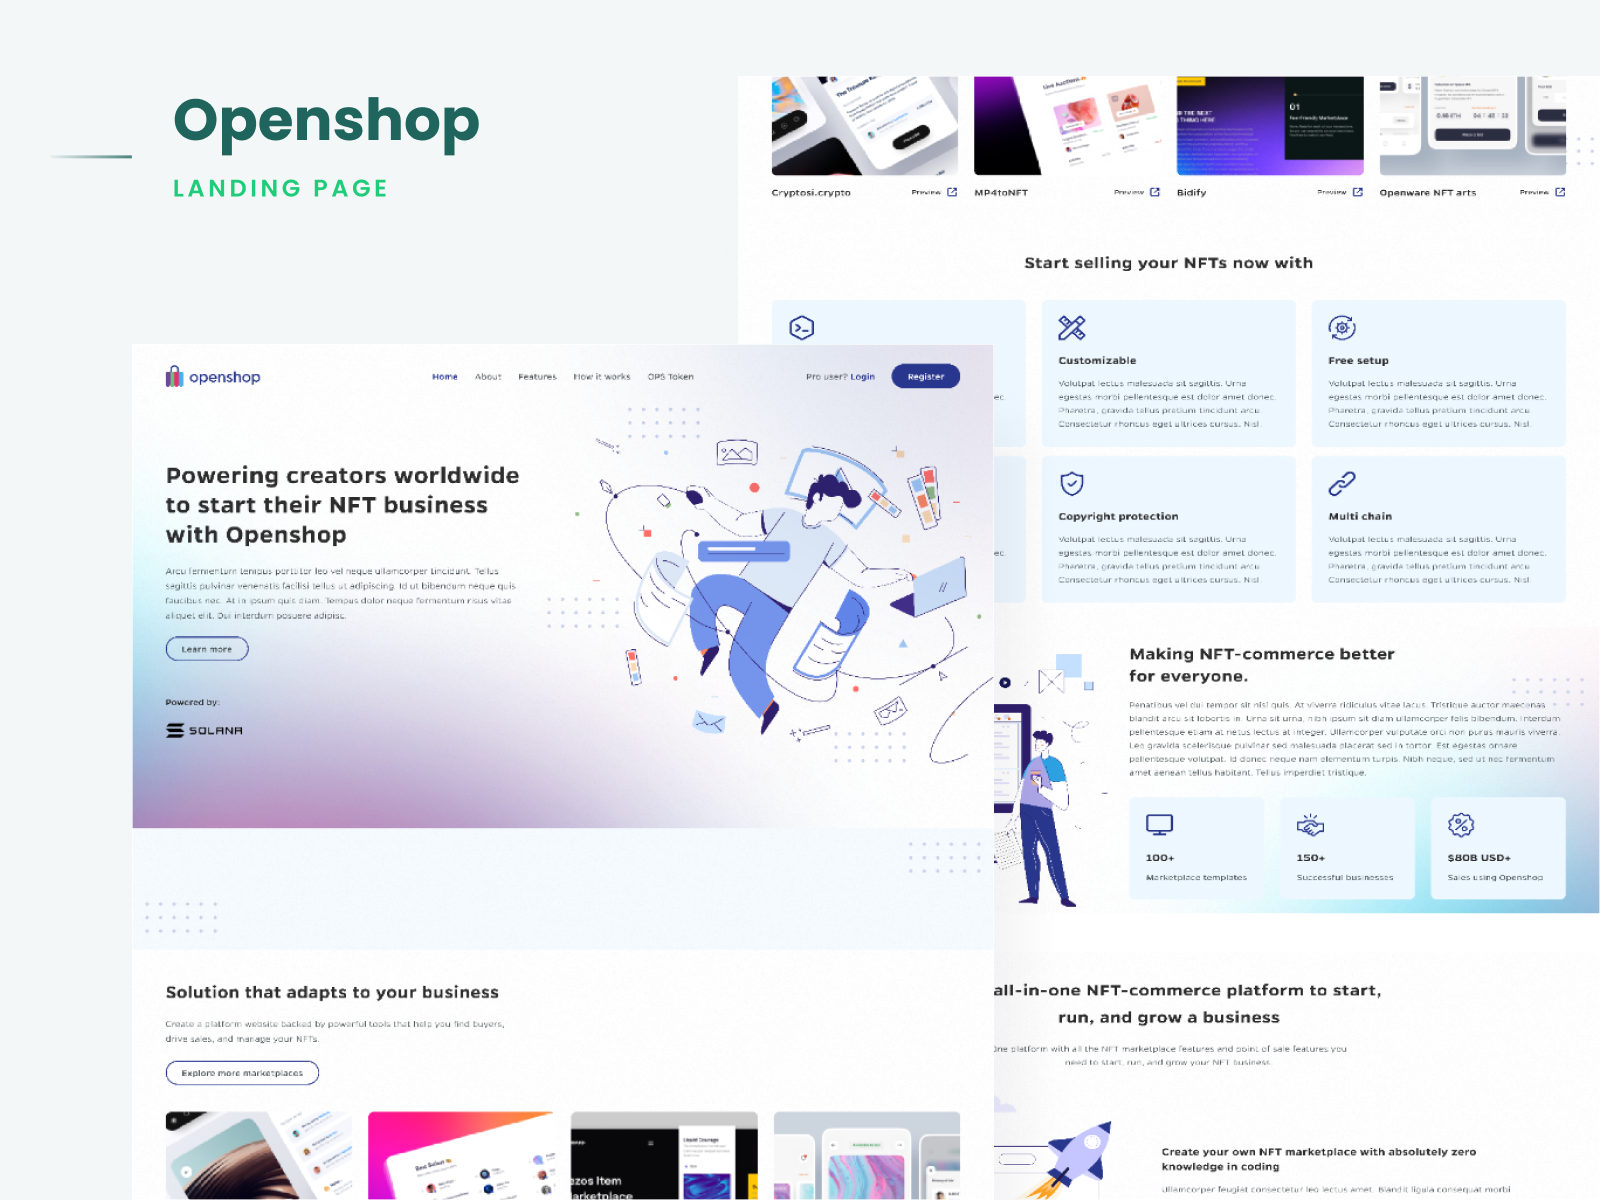 Openshop
LANDING PAGE
Live Auctions
01
Fee-Friendly Marketplace
Cryptosi.crypto
Preview
MP4toNFT
Preview
Bidify
Preview
Openware NFT arts
Preview
Start selling your NFTs now with
Customizable
Volutpat lectus malesuada sit sagittis. Urna
egestas morbi pellentesque est dolor amet donec.
Pharetra, gravida tellus pretium tincidunt arcu.
Consectetur rhoncus eget ultrices cursus. Nisl.
Free setup
Volutpat lectus malesuada sit sagittis. Urna
egestas morbi pellentesque est dolor amet donec.
Pharetra, gravida tellus pretium tincidunt arcu.
Consectetur rhoncus eget ultrices cursus. Nisl.
Copyright protection
Volutpat lectus malesuada sit sagittis. Urna
egestas morbi pellentesque est dolor amet donec.
Pharetra, gravida tellus pretium tincidunt arcu.
Consectetur rhoncus eget ultrices cursus. Nisl.
Multi chain
Volutpat lectus malesuada sit sagittis. Urna
egestas morbi pellentesque est dolor amet donec.
Pharetra, gravida tellus pretium tincidunt arcu.
Consectetur rhoncus eget ultrices cursus. Nisl.
openshop
Home About Features How it works OPS Token
Pro user? Login
Register
Powering creators worldwide
to start their NFT business
with Openshop
Arcu fermentum tempus porttitor leo vel neque ullamcorper tincidunt. Tellus
sagittis pulvinar venenatis facilisi tellus ut adipiscing. Id ut bibendum neque quis
faucibus nec. At in ipsum quis diam. Tempus dolor neque fermentum risus vitae
aliquet elit. Dui interdum posuere adipisc.
Learn more
Powered by:
SOLANA
Making NFT-commerce better
for everyone.
Penatibus vel dui tempor sit nisi quis. At viverra ridiculus vitae lacus. Tristique auctor maecenas
blandit arcu sit lobortis in. Urna sit urna, nibh ipsum sit diam ullamcorper felis bibendum. Interdum
pellentesque etiam at netus lectus at integer. Ullamcorper vulputate orci non purus mauris viverra.
Leo gravida scelerisque pulvinar sed malesuada placerat sed in tortor. Est egestas ornare
pellentesque volutpat. Id donec neque nam elementum turpis. Nibh neque, sed ut nec fermentum
amet aenean tellus habitant. Tellus imperdiet tristique.
100+
Marketplace templates
150+
Successful businesses
$80B USD+
Sales using Openshop
Solution that adapts to your business
Create a platform website backed by powerful tools that help you find buyers,
drive sales, and manage your NFTs.
Explore more marketplaces
Best Sellers
Liquid Courage
ezos Item
arketplace
all-in-one NFT-commerce platform to start,
run, and grow a business
One platform with all the NFT marketplace features and point of sale features you
need to start, run, and grow your NFT business.
Create your own NFT marketplace with absolutely zero
knowledge in coding
Ullamcorper feugiat consectetur leo lectus amet. Blandit ligula consequat morbi